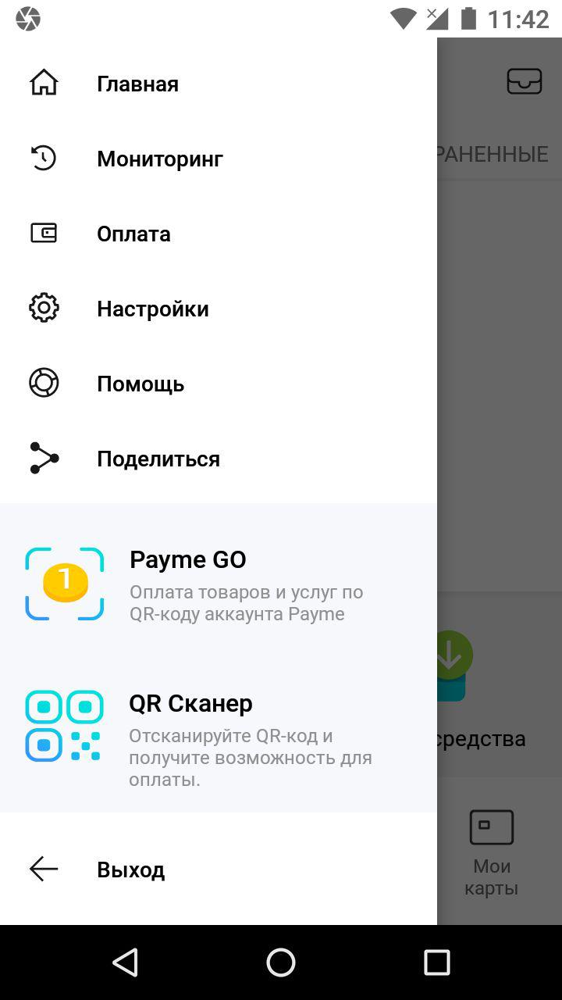 11:42
Главная
РАНЕННЫЕ
Мониторинг
Оплата
Настройки
Помощь
Поделиться
1
Payme GO
Оплата товаров и услуг по
QR-коду аккаунта Payme
QR Сканер
Отсканируйте QR-код и
получите возможность для
оплаты.
средства
Мои
карты
Выход